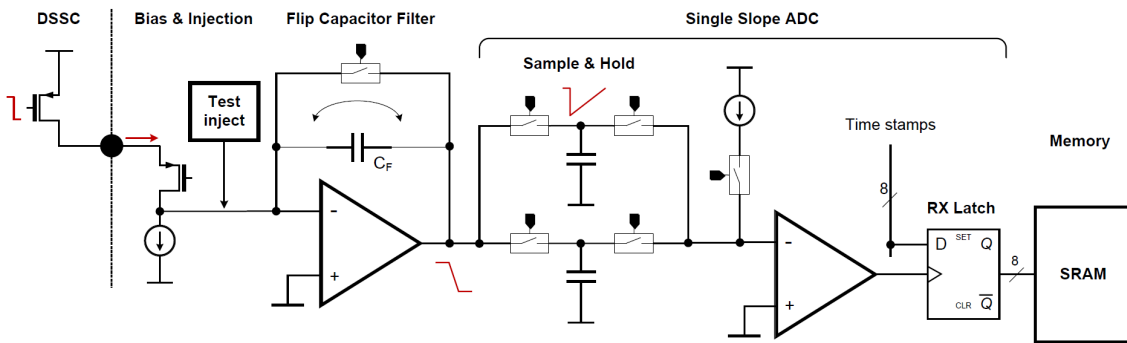 DSSC
Bias & Injection
Flip Capacitor Filter
Single Slope ADC
Sample & Hold
Test
inject
CF
-
+
-
+
Time stamps
8
Memory
RX Latch
D
SET
Q
CLR
Q
8
SRAM